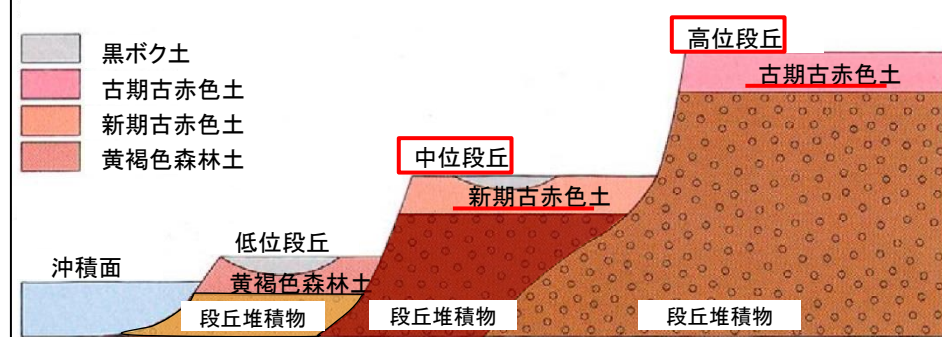 黒ボク土
古期古赤色土
新期古赤色土
黄褐色森林土
高位段丘
古期古赤色土
中位段丘
新期古赤色土
低位段丘
沖積面
黄褐色森林土
段丘堆積物
段丘堆積物
段丘堆積物